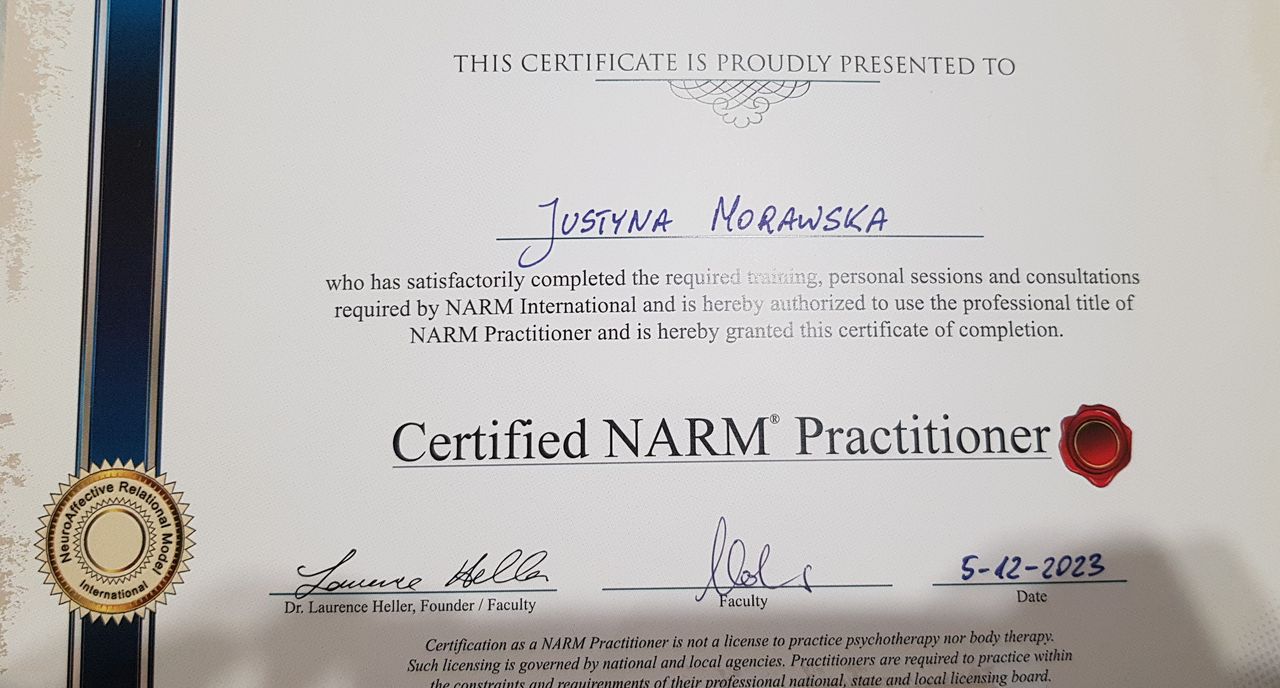 THIS CERTIFICATE IS PROUDLY PRESENTED TO
JUSTYNA MORAWSKA
who has satisfactorily completed the required training, personal sessions and consultations
required by NARM International and is hereby authorized to use the professional title of
NARM Practitioner and is hereby granted this certificate of completion.
Certified NARM® Practitioner
NeuroAffective Relational Model
International
Laurence Heller
5-12-2023
Dr. Laurence Heller, Founder / Faculty
Faculty
Date
Certification as a NARM Practitioner is not a license to practice psychotherapy nor body therapy.
Such licensing is governed by national and local agencies. Practitioners are required to practice within
the constraints and requirenments of their professional national, state and local licensing board.